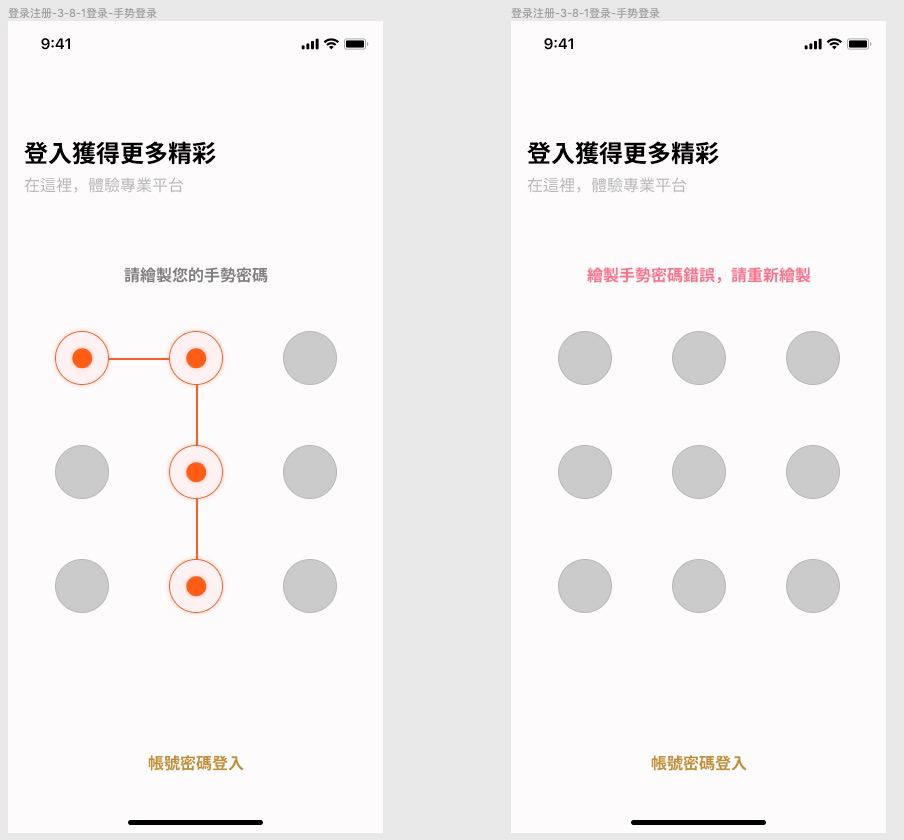 登录注册-3-8-1登录-手势登录
9:41
登入獲得更多精彩
在這裡，體驗專業平台
請繪製您的手勢密碼
帳號密碼登入
登录注册-3-8-1登录-手势登录
9:41
登入獲得更多精彩
在這裡，體驗專業平台
繪製手勢密碼錯誤，請重新繪製
帳號密碼登入